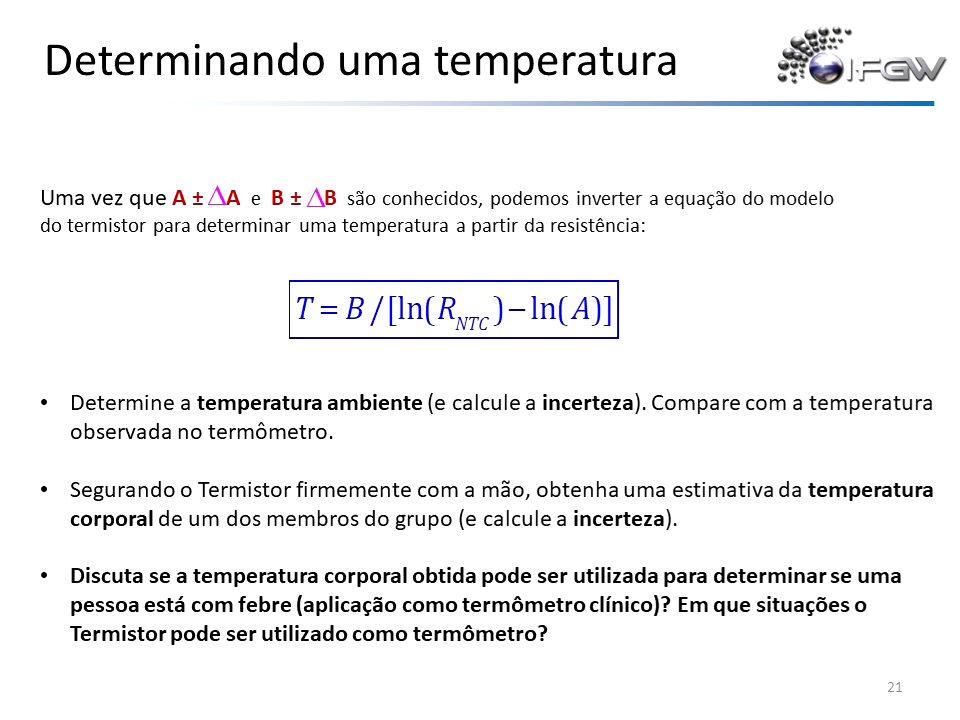 Determinando uma temperatura
IFGW
Uma vez que A ± ΔA e B ± ΔB são conhecidos, podemos inverter a equação do modelo
do termistor para determinar uma temperatura a partir da resistência:
T = B / [ln(R_NTC) − ln(A)]
• Determine a temperatura ambiente (e calcule a incerteza). Compare com a temperatura
observada no termômetro.
• Segurando o Termistor firmemente com a mão, obtenha uma estimativa da temperatura
corporal de um dos membros do grupo (e calcule a incerteza).
• Discuta se a temperatura corporal obtida pode ser utilizada para determinar se uma
pessoa está com febre (aplicação como termômetro clínico)? Em que situações o
Termistor pode ser utilizado como termômetro?
21